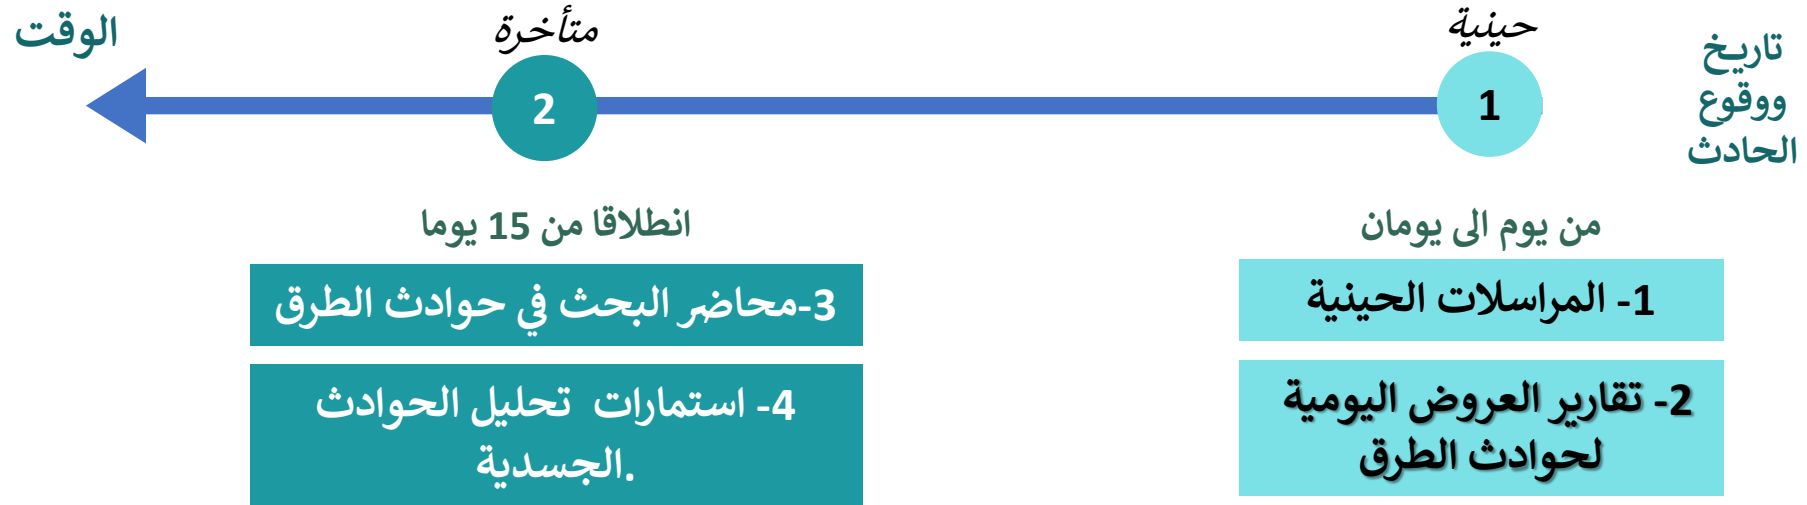 تاريخ
ووقوع
الحادث
حينية
1
متأخرة
2
الوقت
من يوم الى يومان
1- المراسلات الحينية
2- تقارير العروض اليومية
لحوادث الطرق
انطلاقا من 15 يوما
3-محاضر البحث في حوادث الطرق
4- استمارات تحليل الحوادث
الجسدية.